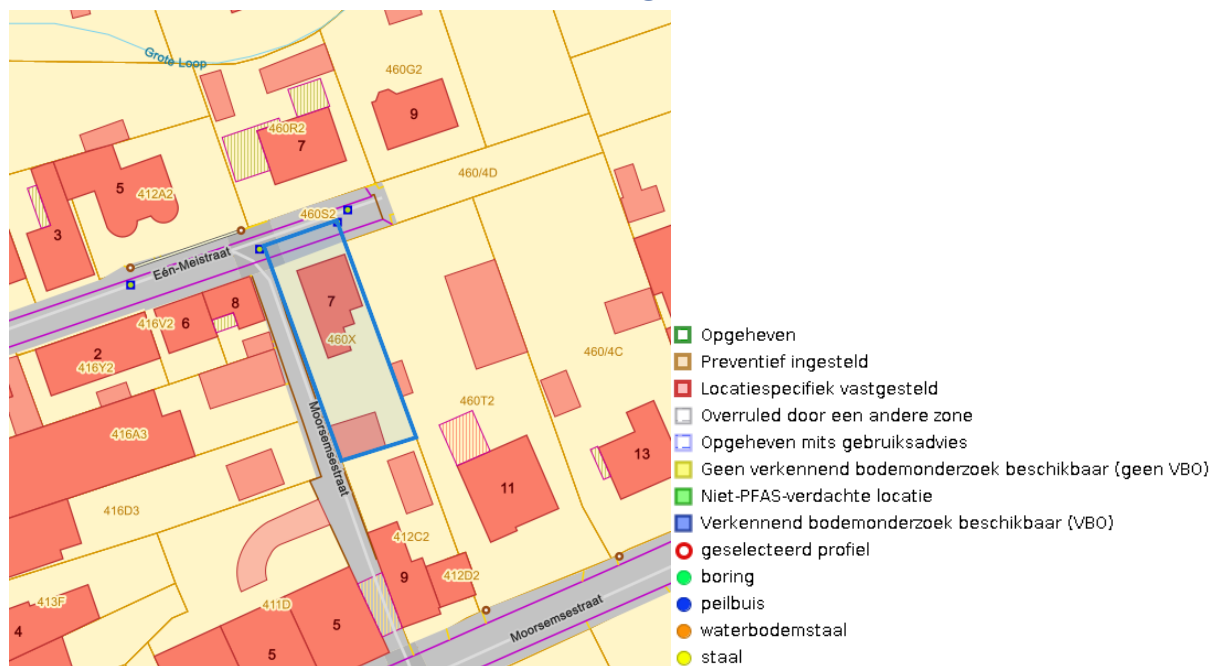 Grote Loop
460G2
9
460R2
7
460/4D
5
412A2
3
460S2
Eén-Meistraat
416V2
8
6
2
416Y2
7
460X
460/4C
416A3
Moorsemsestraat
460T2
13
11
416D3
412C2
9
412D2
413F
4
411D
5
5
Moorsemsestraat
Opgeheven
Preventief ingesteld
Locatiespecifiek vastgesteld
Overruled door een andere zone
Opgeheven mits gebruiksadvies
Geen verkennend bodemonderzoek beschikbaar (geen VBO)
Niet-PFAS-verdachte locatie
Verkennend bodemonderzoek beschikbaar (VBO)
geselecteerd profiel
boring
peilbuis
waterbodemstaal
staal